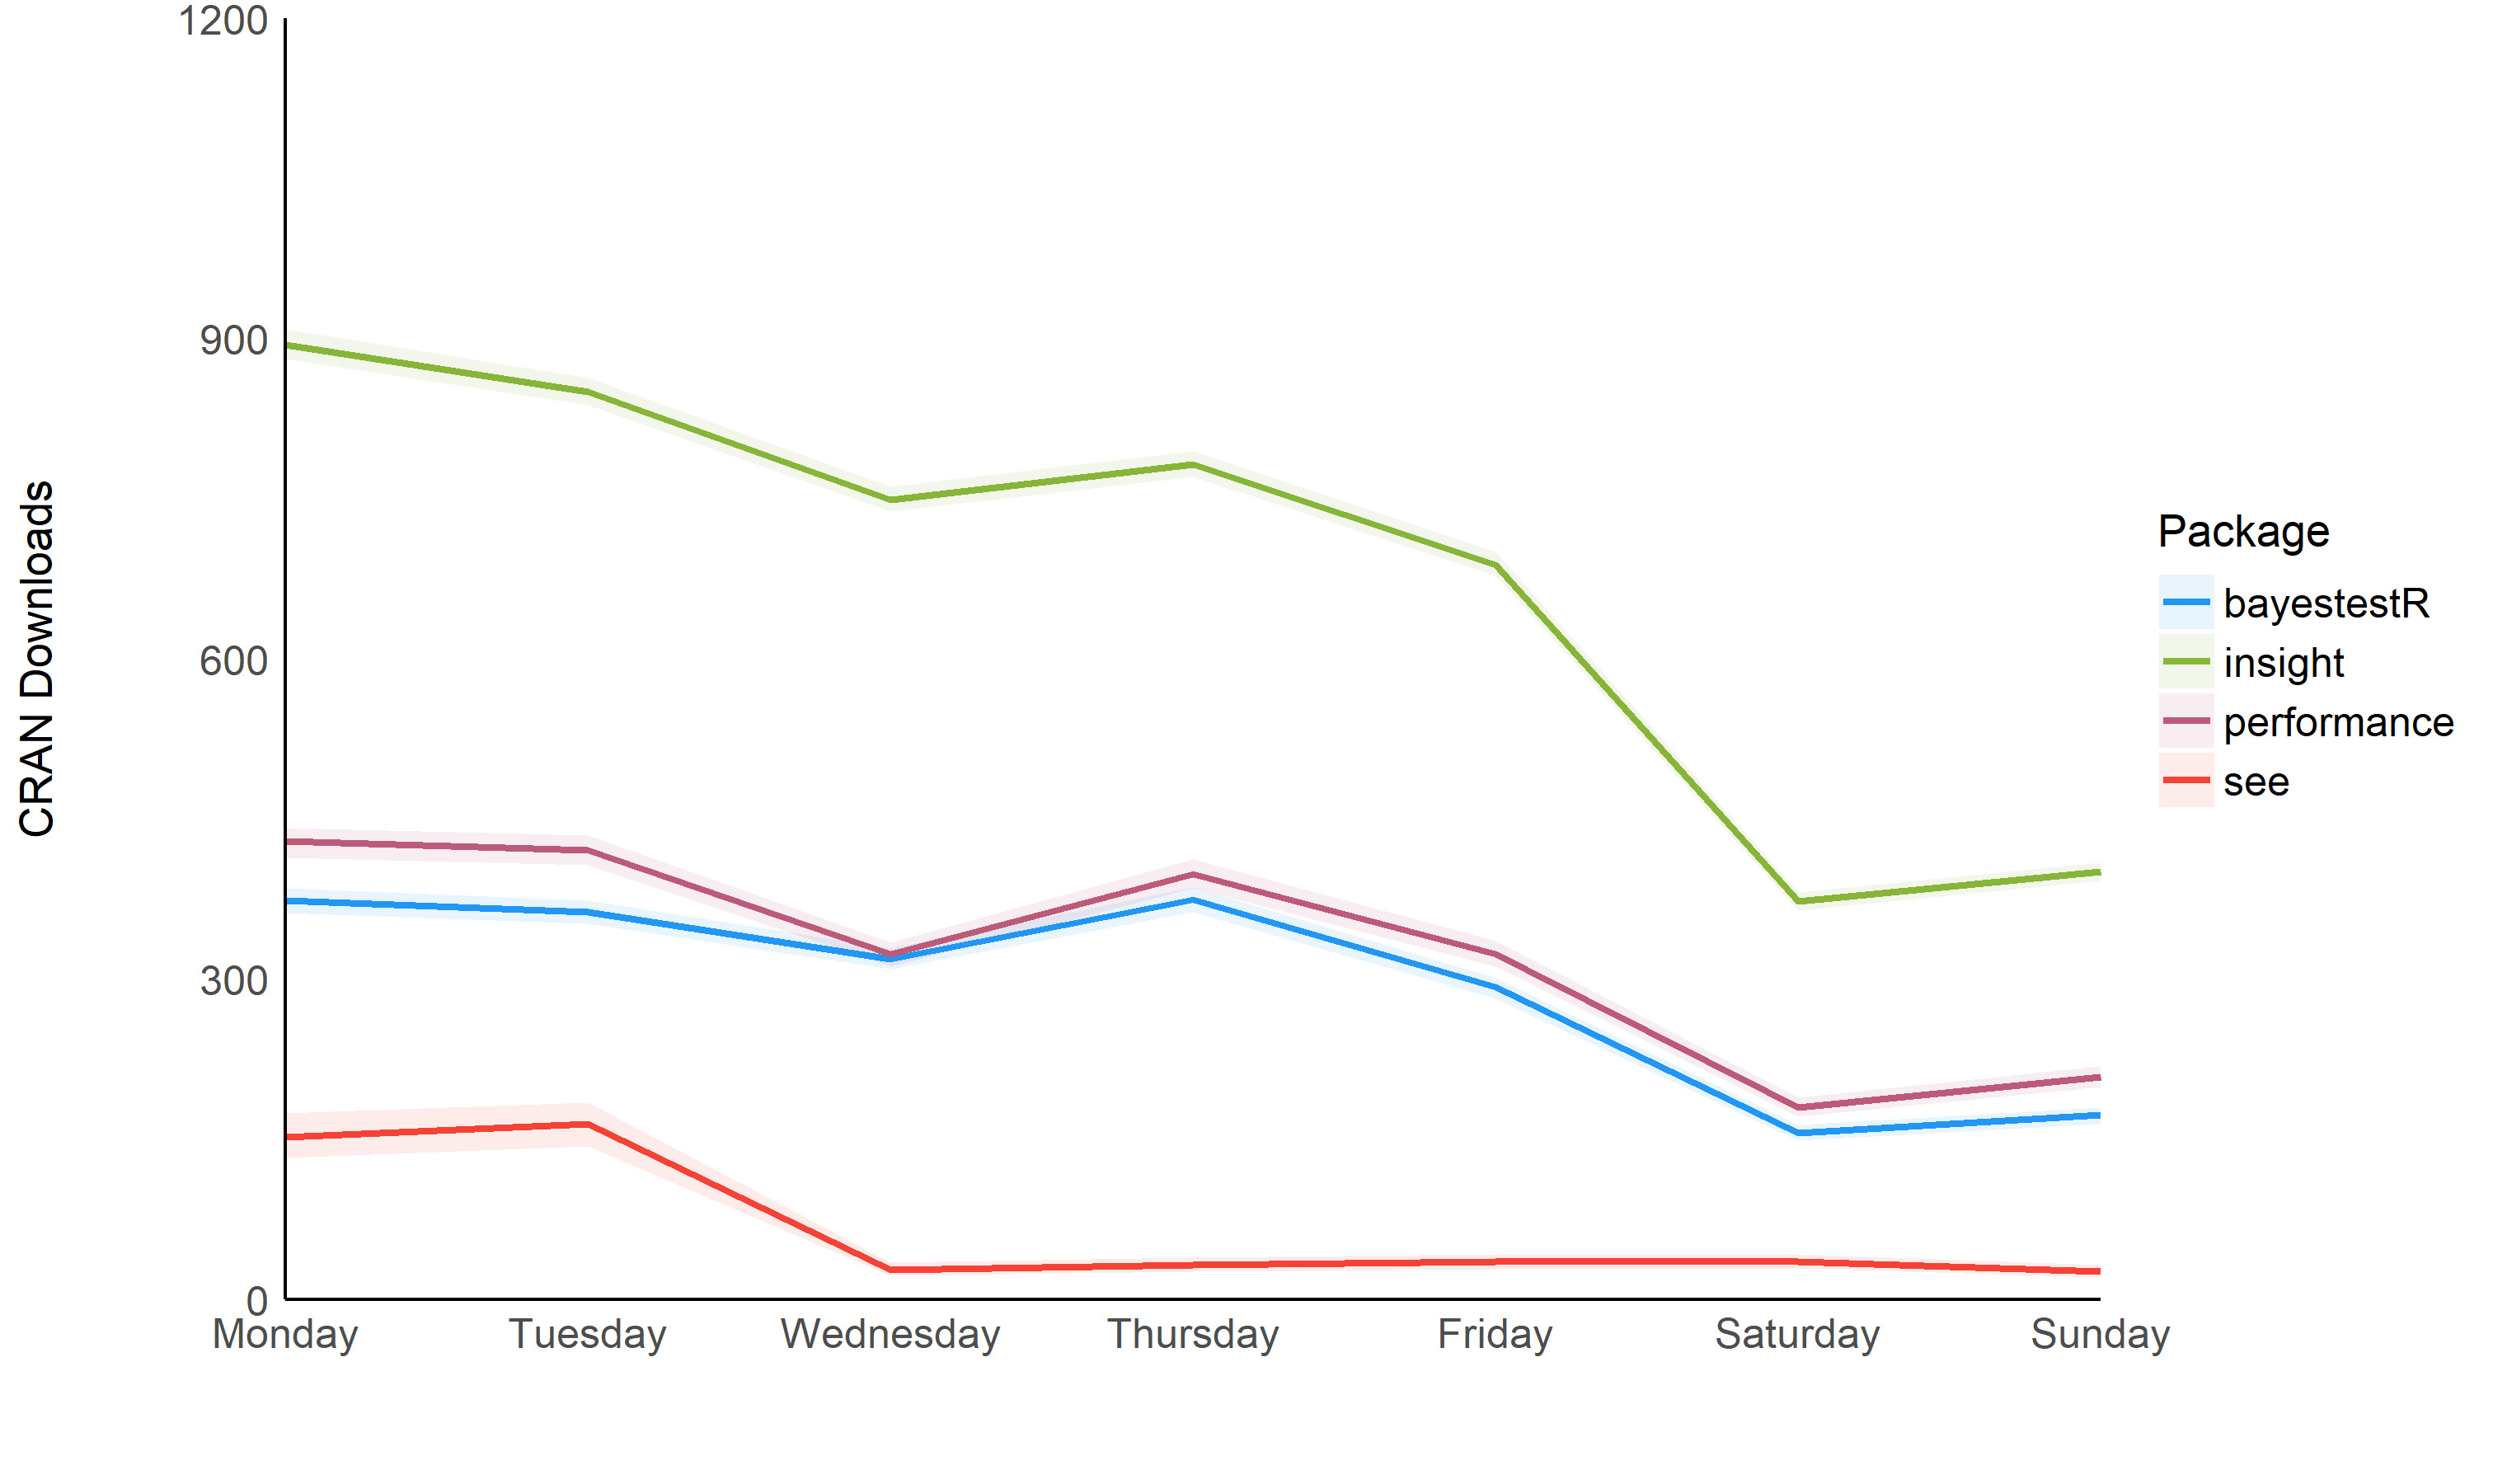 1200
900
600
300
0
CRAN Downloads
Monday Tuesday Wednesday Thursday Friday Saturday Sunday
Package
bayestestR
insight
performance
see